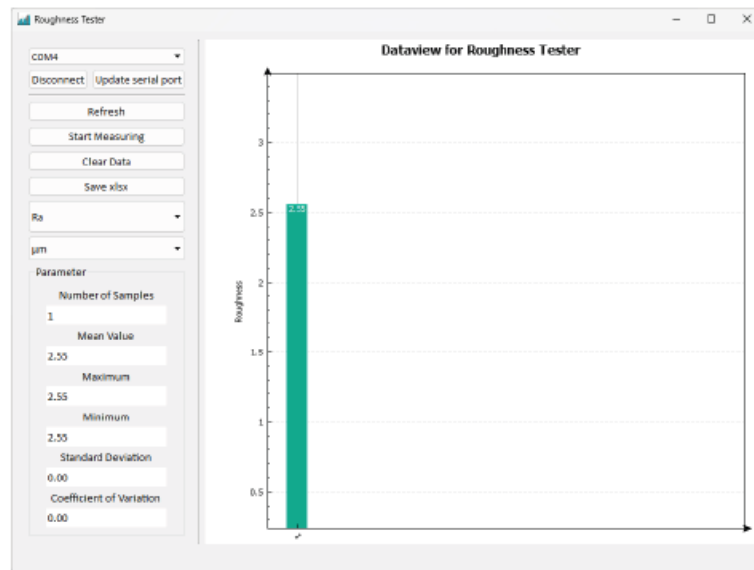 Roughness Tester
COM4
Disconnect Update serial port
Refresh
Start Measuring
Clear Data
Save xlsx
Ra
μm
Parameter
Number of Samples
1
Mean Value
2.55
Maximum
2.55
Minimum
2.55
Standard Deviation
0.00
Coefficient of Variation
0.00
Dataview for Roughness Tester
Roughness
3
2.5
2
1.5
1
0.5
2.55